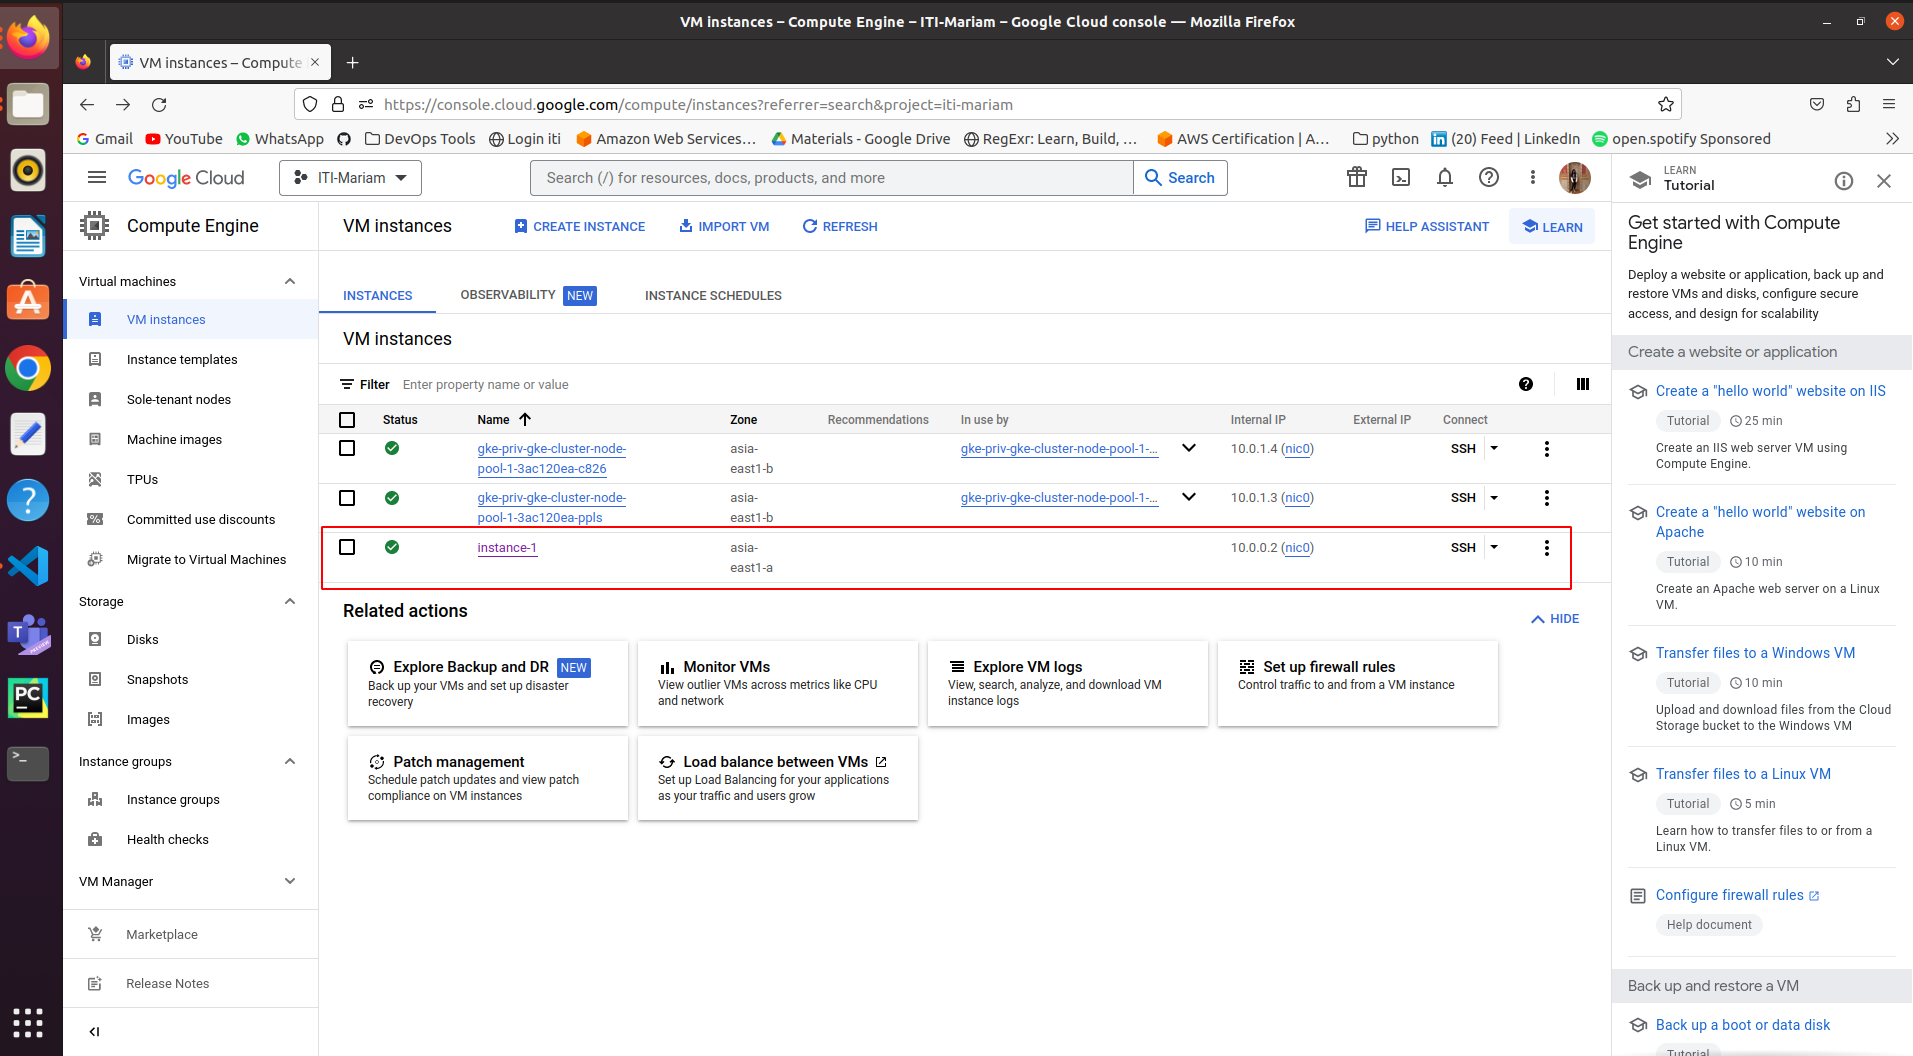 VM instances – Compute Engine – ITI-Mariam – Google Cloud console — Mozilla Firefox
VM instances – Compute
https://console.cloud.google.com/compute/instances?referrer=search&project=iti-mariam
Gmail YouTube WhatsApp DevOps Tools Login iti Amazon Web Services… Materials - Google Drive RegExr: Learn, Build, … AWS Certification | A… python (20) Feed | LinkedIn open.spotify Sponsored
Google Cloud
ITI-Mariam
Search (/) for resources, docs, products, and more
Search
Compute Engine
Virtual machines
VM instances
Instance templates
Sole-tenant nodes
Machine images
TPUs
Committed use discounts
Migrate to Virtual Machines
Storage
Disks
Snapshots
Images
Instance groups
Instance groups
Health checks
VM Manager
Marketplace
Release Notes
VM instances
CREATE INSTANCE
IMPORT VM
REFRESH
HELP ASSISTANT
LEARN
INSTANCES
OBSERVABILITY NEW
INSTANCE SCHEDULES
VM instances
Filter Enter property name or value
Status Name Zone Recommendations In use by Internal IP External IP Connect
gke-priv-gke-cluster-node- asia- gke-priv-gke-cluster-node-pool-1-… 10.0.1.4 (nic0) SSH
pool-1-3ac120ea-c826 east1-b
gke-priv-gke-cluster-node- asia- gke-priv-gke-cluster-node-pool-1-… 10.0.1.3 (nic0) SSH
pool-1-3ac120ea-ppls east1-b
instance-1 asia- 10.0.0.2 (nic0) SSH
east1-a
Related actions
HIDE
Explore Backup and DR NEW
Back up your VMs and set up disaster
recovery
Monitor VMs
View outlier VMs across metrics like CPU
and network
Explore VM logs
View, search, analyze, and download VM
instance logs
Set up firewall rules
Control traffic to and from a VM instance
Patch management
Schedule patch updates and view patch
compliance on VM instances
Load balance between VMs
Set up Load Balancing for your applications
as your traffic and users grow
LEARN
Tutorial
Get started with Compute
Engine
Deploy a website or application, back up and
restore VMs and disks, configure secure
access, and design for scalability
Create a website or application
Create a "hello world" website on IIS
Tutorial 25 min
Create an IIS web server VM using
Compute Engine.
Create a "hello world" website on
Apache
Tutorial 10 min
Create an Apache web server on a Linux
VM.
Transfer files to a Windows VM
Tutorial 10 min
Upload and download files from the Cloud
Storage bucket to the Windows VM
Transfer files to a Linux VM
Tutorial 5 min
Learn how to transfer files to or from a
Linux VM.
Configure firewall rules
Help document
Back up and restore a VM
Back up a boot or data disk
Tutorial
PC
PREVIEW